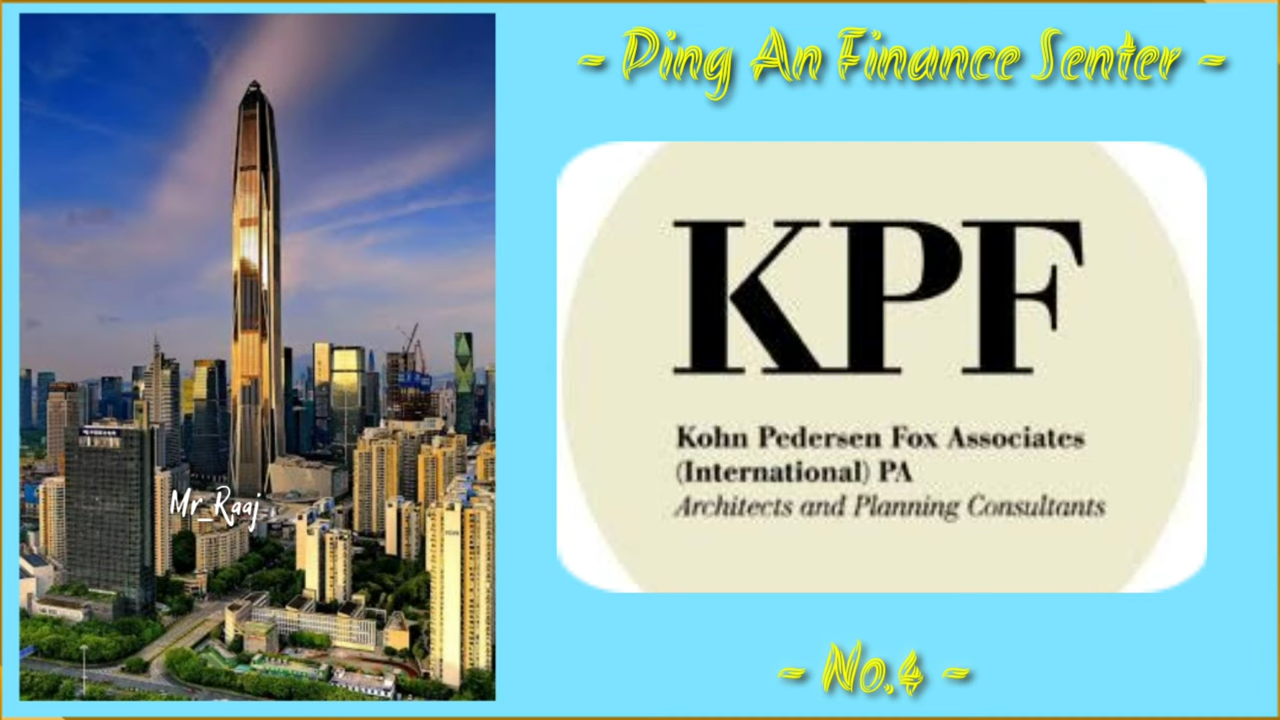 ~ Ping An Finance Senter ~
KPF
Kohn Pedersen Fox Associates
(International) PA
Architects and Planning Consultants
Mr_Raaj
~ No.4 ~